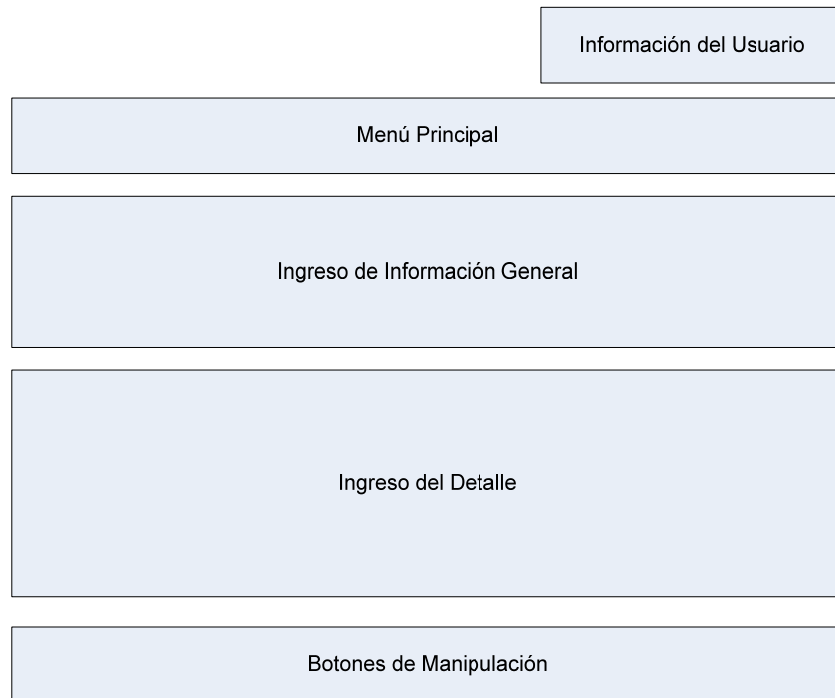 Información del Usuario
Menú Principal
Ingreso de Información General
Ingreso del Detalle
Botones de Manipulación